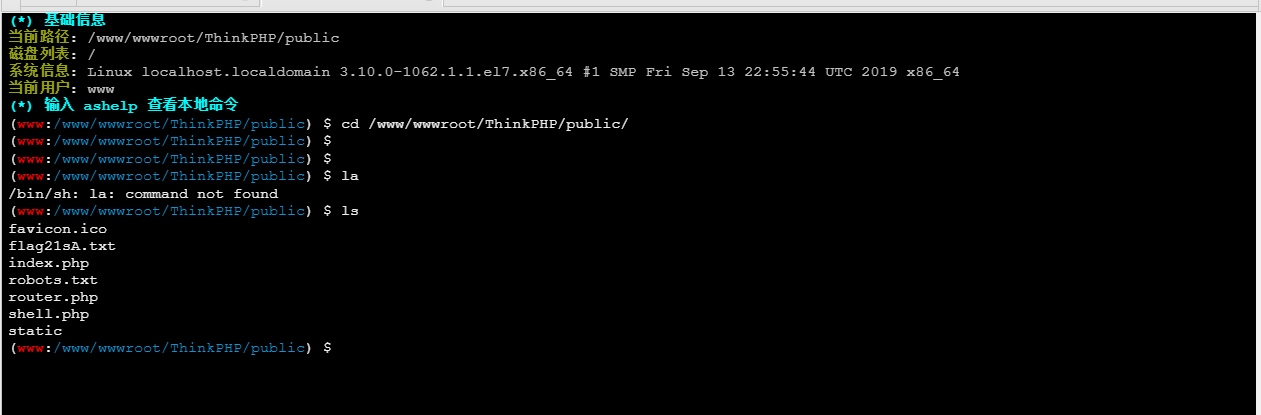 (*) 基础信息
当前路径: /www/wwwroot/ThinkPHP/public
磁盘列表: /
系统信息: Linux localhost.localdomain 3.10.0-1062.1.1.el7.x86_64 #1 SMP Fri Sep 13 22:55:44 UTC 2019 x86_64
当前用户: www
(*) 输入 ashelp 查看本地命令
(www:/www/wwwroot/ThinkPHP/public) $ cd /www/wwwroot/ThinkPHP/public/
(www:/www/wwwroot/ThinkPHP/public) $
(www:/www/wwwroot/ThinkPHP/public) $
(www:/www/wwwroot/ThinkPHP/public) $ la
/bin/sh: la: command not found
(www:/www/wwwroot/ThinkPHP/public) $ ls
favicon.ico
flag21sA.txt
index.php
robots.txt
router.php
shell.php
static
(www:/www/wwwroot/ThinkPHP/public) $